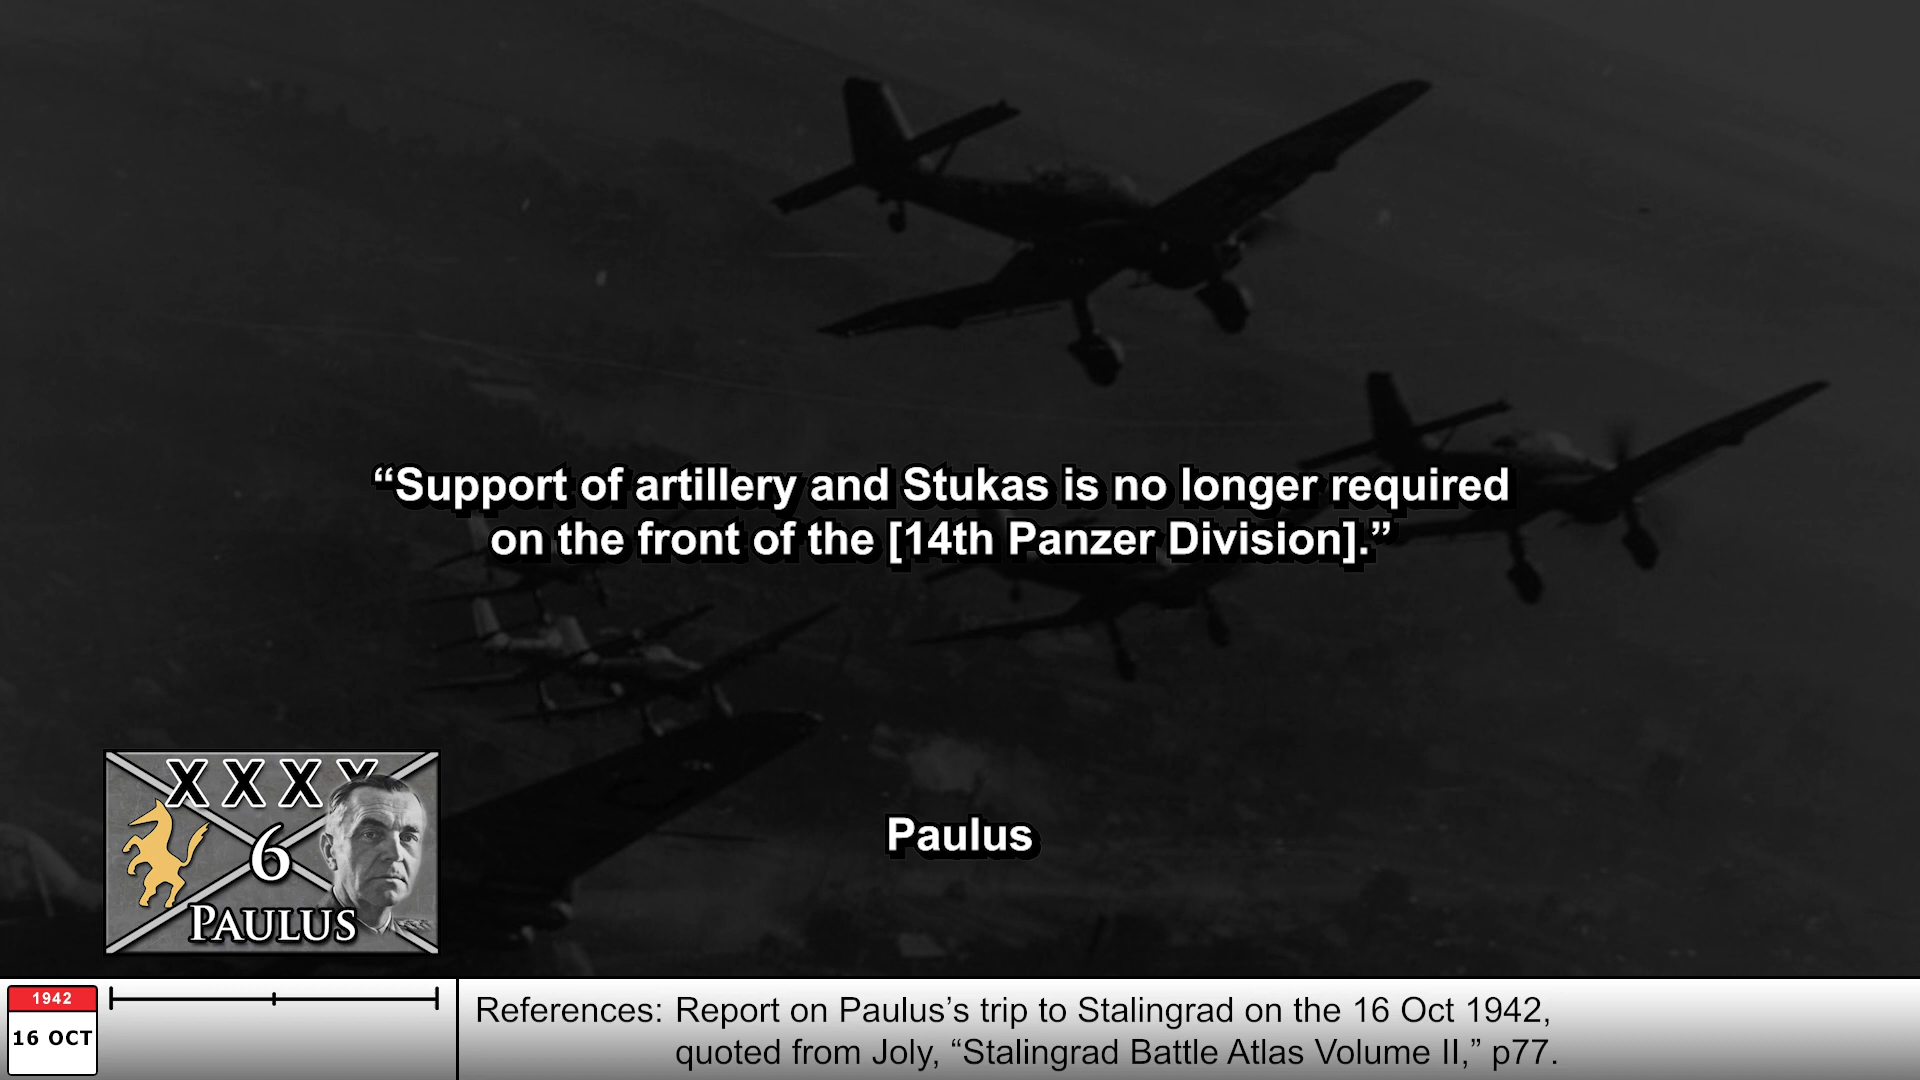 “Support of artillery and Stukas is no longer required
on the front of the [14th Panzer Division].”
XXXX
6
PAULUS
Paulus
1942
16 OCT
References: Report on Paulus’s trip to Stalingrad on the 16 Oct 1942,
quoted from Joly, “Stalingrad Battle Atlas Volume II,” p77.